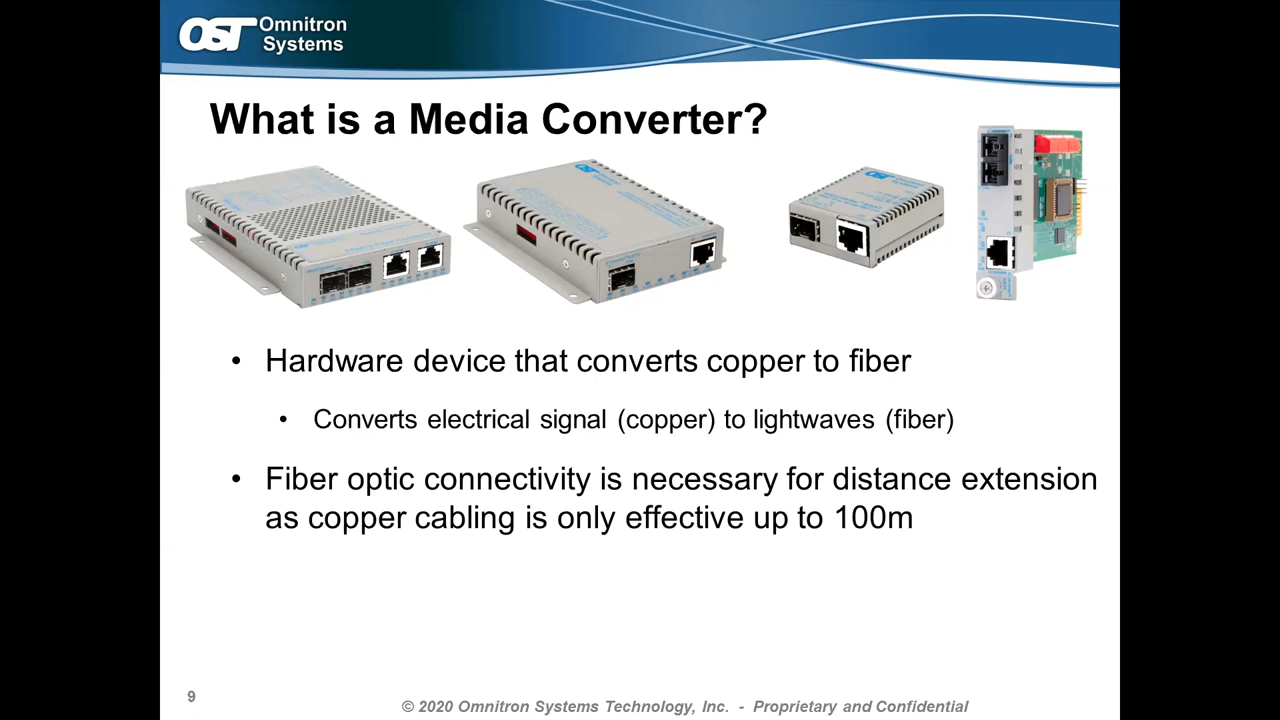 OST Omnitron
Systems
What is a Media Converter?
• Hardware device that converts copper to fiber
• Converts electrical signal (copper) to lightwaves (fiber)
• Fiber optic connectivity is necessary for distance extension
as copper cabling is only effective up to 100m
9
© 2020 Omnitron Systems Technology, Inc. - Proprietary and Confidential